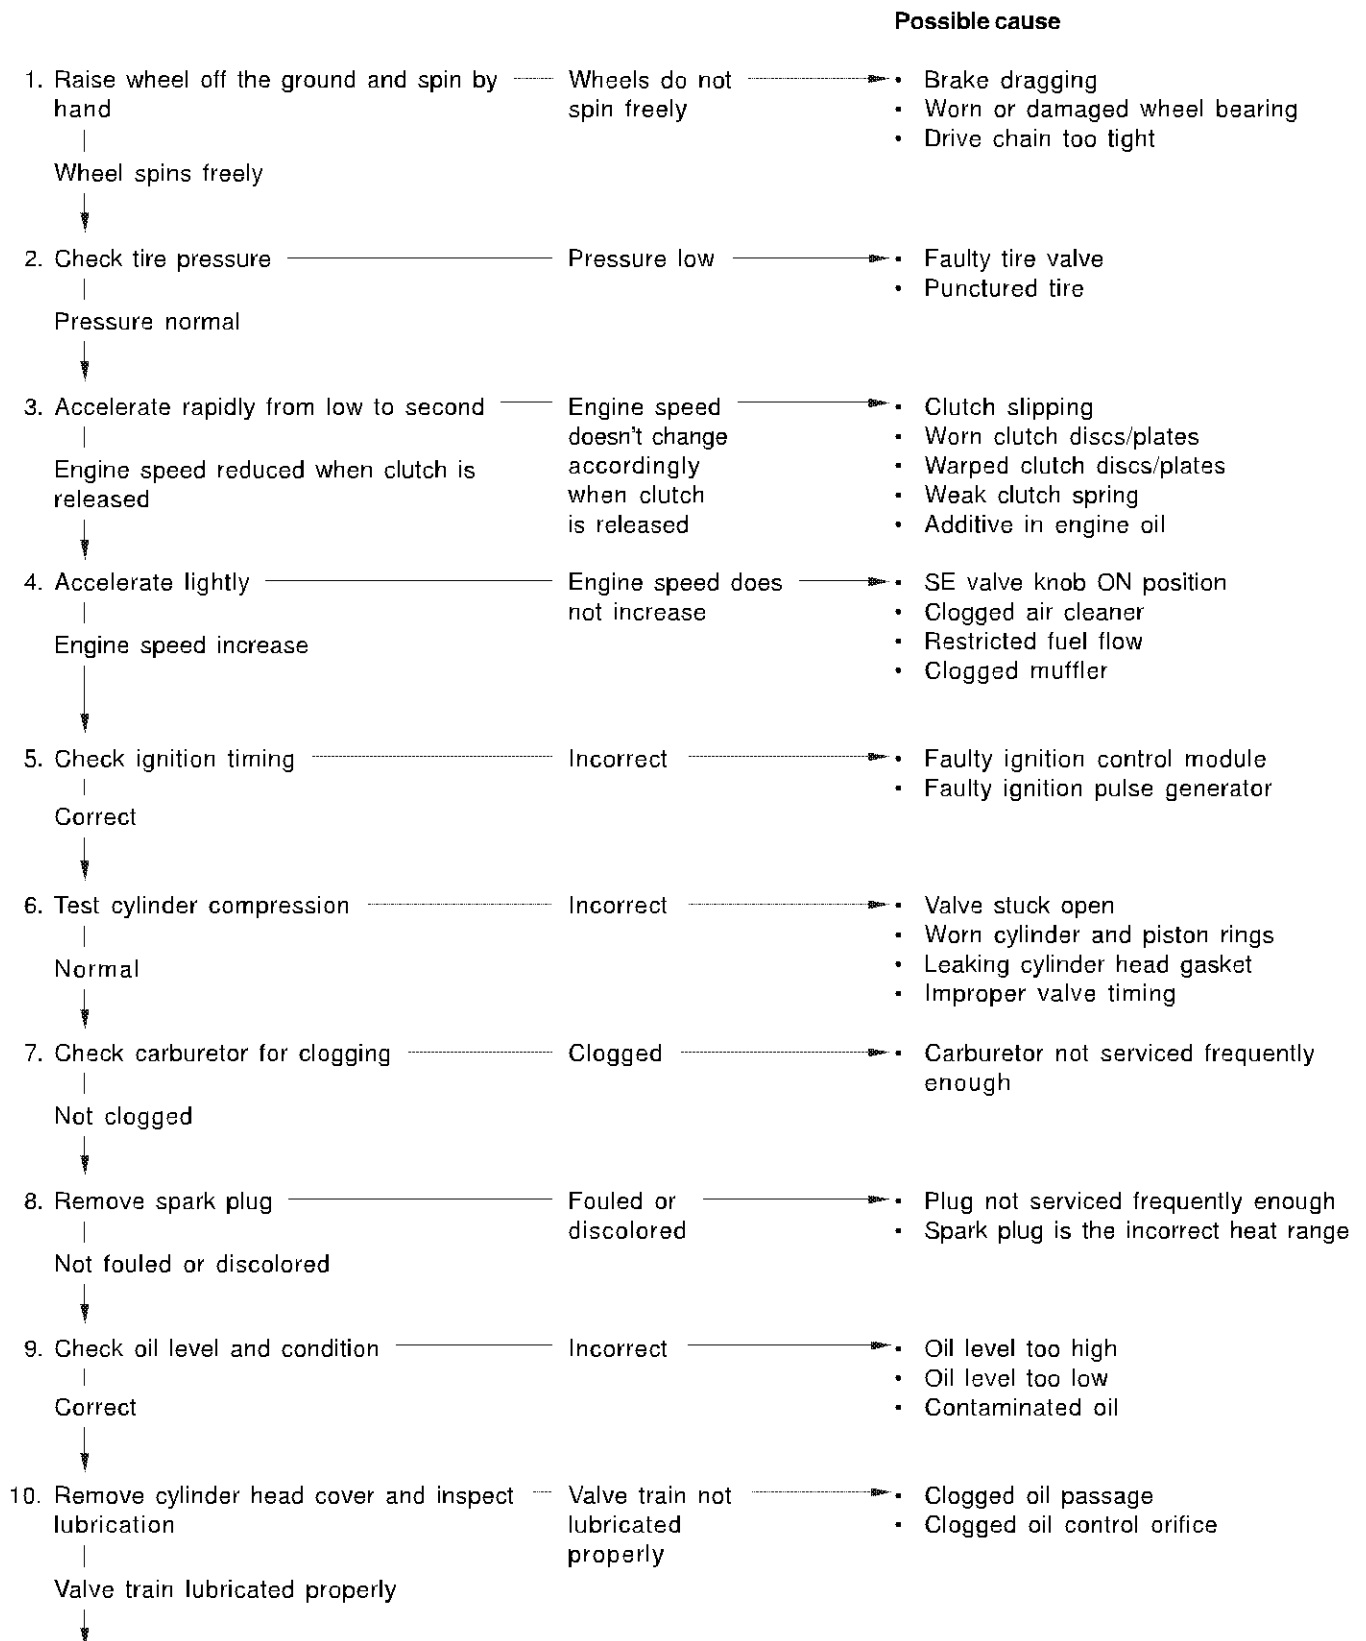 Possible cause
1. Raise wheel off the ground and spin by hand
Wheels do not spin freely
• Brake dragging
• Worn or damaged wheel bearing
• Drive chain too tight
Wheel spins freely
2. Check tire pressure
Pressure low
• Faulty tire valve
• Punctured tire
Pressure normal
3. Accelerate rapidly from low to second
Engine speed doesn't change accordingly when clutch is released
• Clutch slipping
• Worn clutch discs/plates
• Warped clutch discs/plates
• Weak clutch spring
• Additive in engine oil
Engine speed reduced when clutch is released
4. Accelerate lightly
Engine speed does not increase
• SE valve knob ON position
• Clogged air cleaner
• Restricted fuel flow
• Clogged muffler
Engine speed increase
5. Check ignition timing
Incorrect
• Faulty ignition control module
• Faulty ignition pulse generator
Correct
6. Test cylinder compression
Incorrect
• Valve stuck open
• Worn cylinder and piston rings
• Leaking cylinder head gasket
• Improper valve timing
Normal
7. Check carburetor for clogging
Clogged
• Carburetor not serviced frequently enough
Not clogged
8. Remove spark plug
Fouled or discolored
• Plug not serviced frequently enough
• Spark plug is the incorrect heat range
Not fouled or discolored
9. Check oil level and condition
Incorrect
• Oil level too high
• Oil level too low
• Contaminated oil
Correct
10. Remove cylinder head cover and inspect lubrication
Valve train not lubricated properly
• Clogged oil passage
• Clogged oil control orifice
Valve train lubricated properly